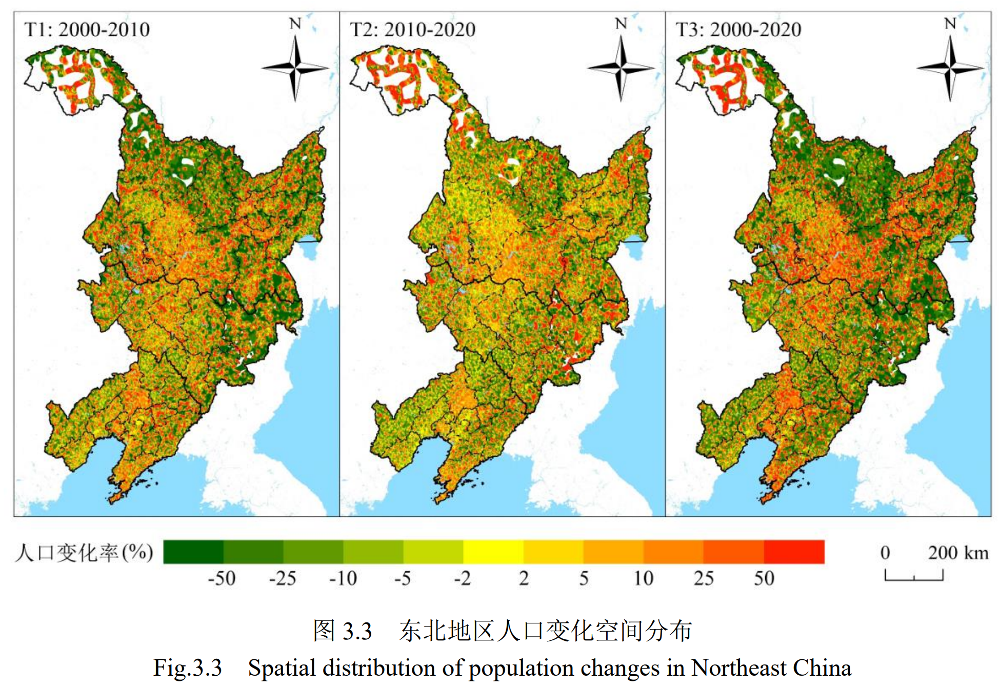 T1: 2000-2010
N
T2: 2010-2020
N
T3: 2000-2020
N
人口变化率(%)
-50 -25 -10 -5 -2 2 5 10 25 50
0 200 km
图 3.3 东北地区人口变化空间分布
Fig.3.3 Spatial distribution of population changes in Northeast China